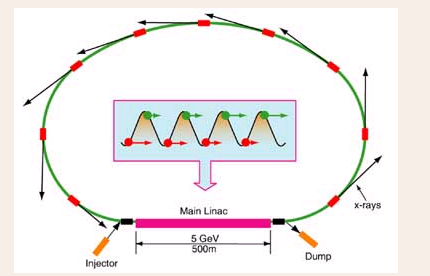 x-rays
Main Linac
5 GeV
500m
Injector
Dump